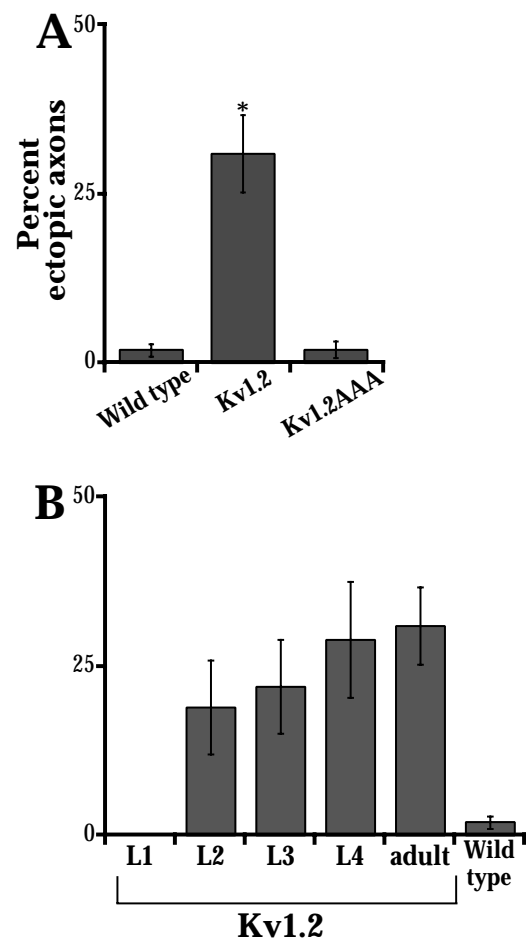 A
50
25
0
Percent
ectopic axons
*
Wild type
Kv1.2
Kv1.2AAA
B
50
25
0
L1 L2 L3 L4 adult Wild
type
Kv1.2